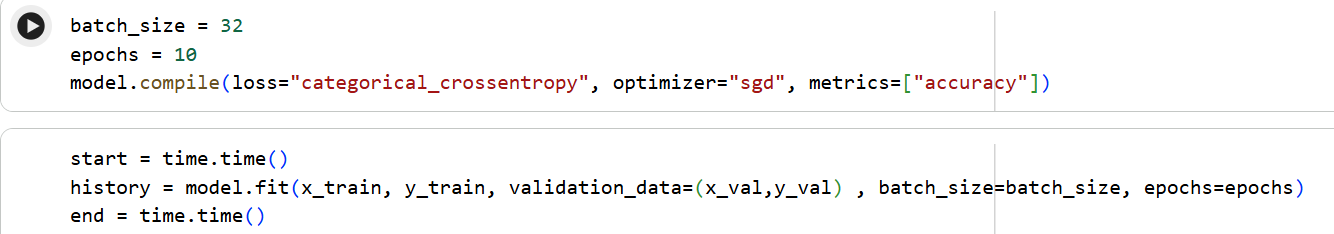 batch_size = 32
epochs = 10
model.compile(loss="categorical_crossentropy", optimizer="sgd", metrics=["accuracy"])
start = time.time()
history = model.fit(x_train, y_train, validation_data=(x_val,y_val) , batch_size=batch_size, epochs=epochs)
end = time.time()